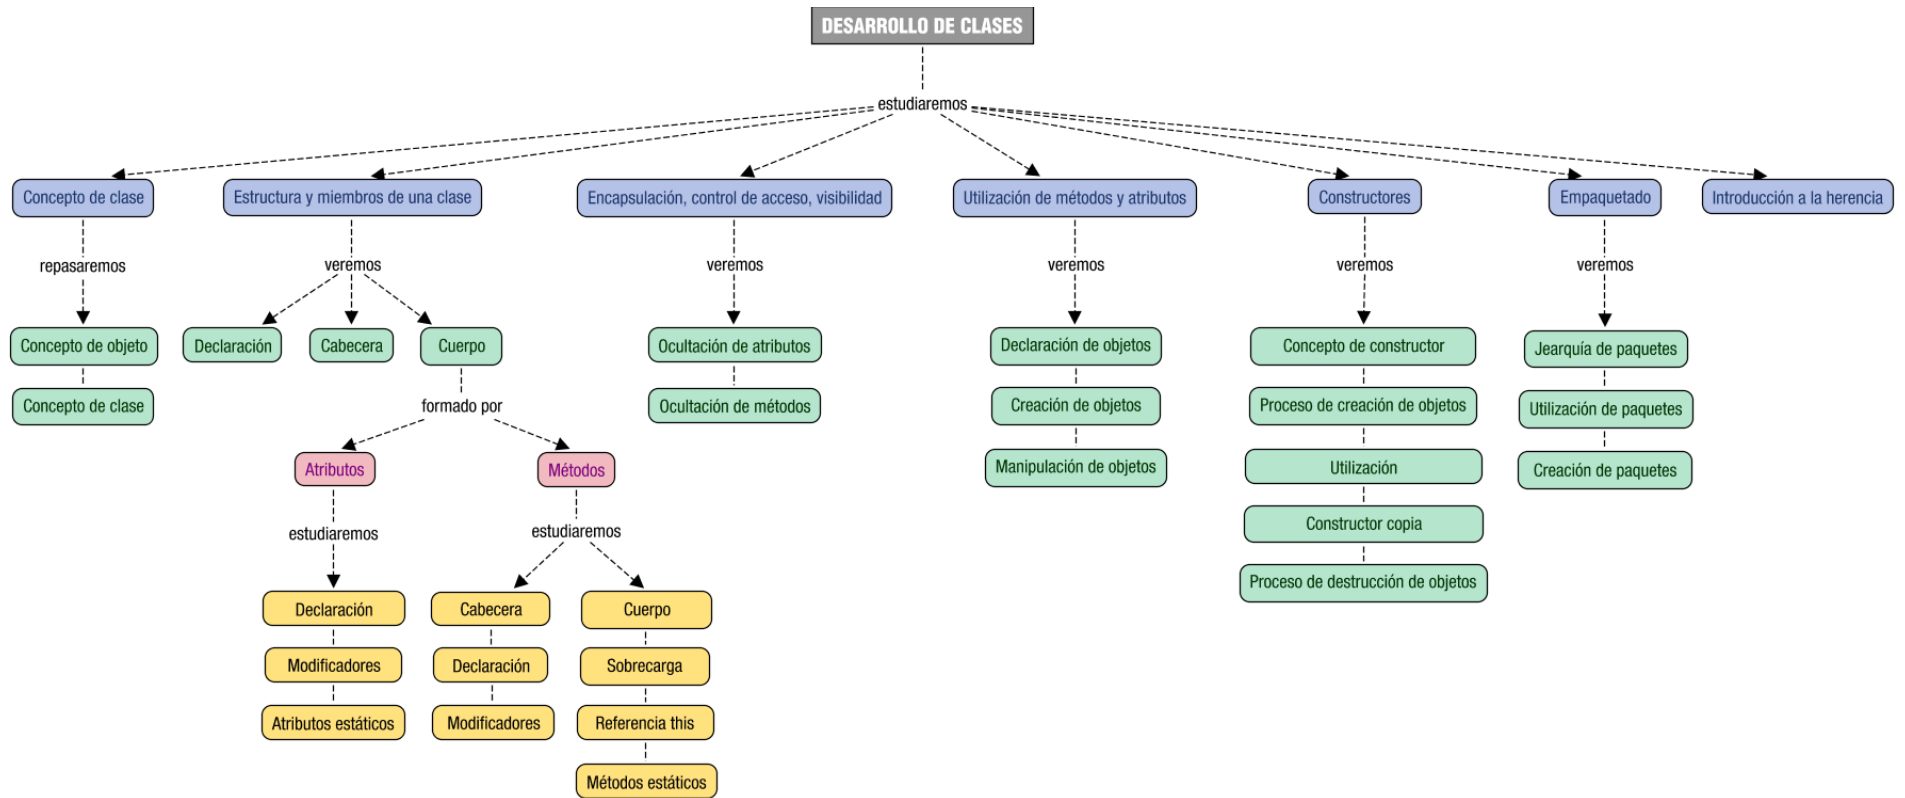 DESARROLLO DE CLASES
estudiaremos
Concepto de clase
Estructura y miembros de una clase
Encapsulación, control de acceso, visibilidad
Utilización de métodos y atributos
Constructores
Empaquetado
Introducción a la herencia
repasaremos
veremos
veremos
veremos
veremos
veremos
Concepto de objeto
Declaración
Cabecera
Cuerpo
Ocultación de atributos
Declaración de objetos
Concepto de constructor
Jearquía de paquetes
Concepto de clase
formado por
Ocultación de métodos
Creación de objetos
Proceso de creación de objetos
Utilización de paquetes
Atributos
Métodos
Manipulación de objetos
Utilización
Creación de paquetes
estudiaremos
estudiaremos
Constructor copia
Proceso de destrucción de objetos
Declaración
Cabecera
Cuerpo
Modificadores
Declaración
Sobrecarga
Atributos estáticos
Modificadores
Referencia this
Métodos estáticos